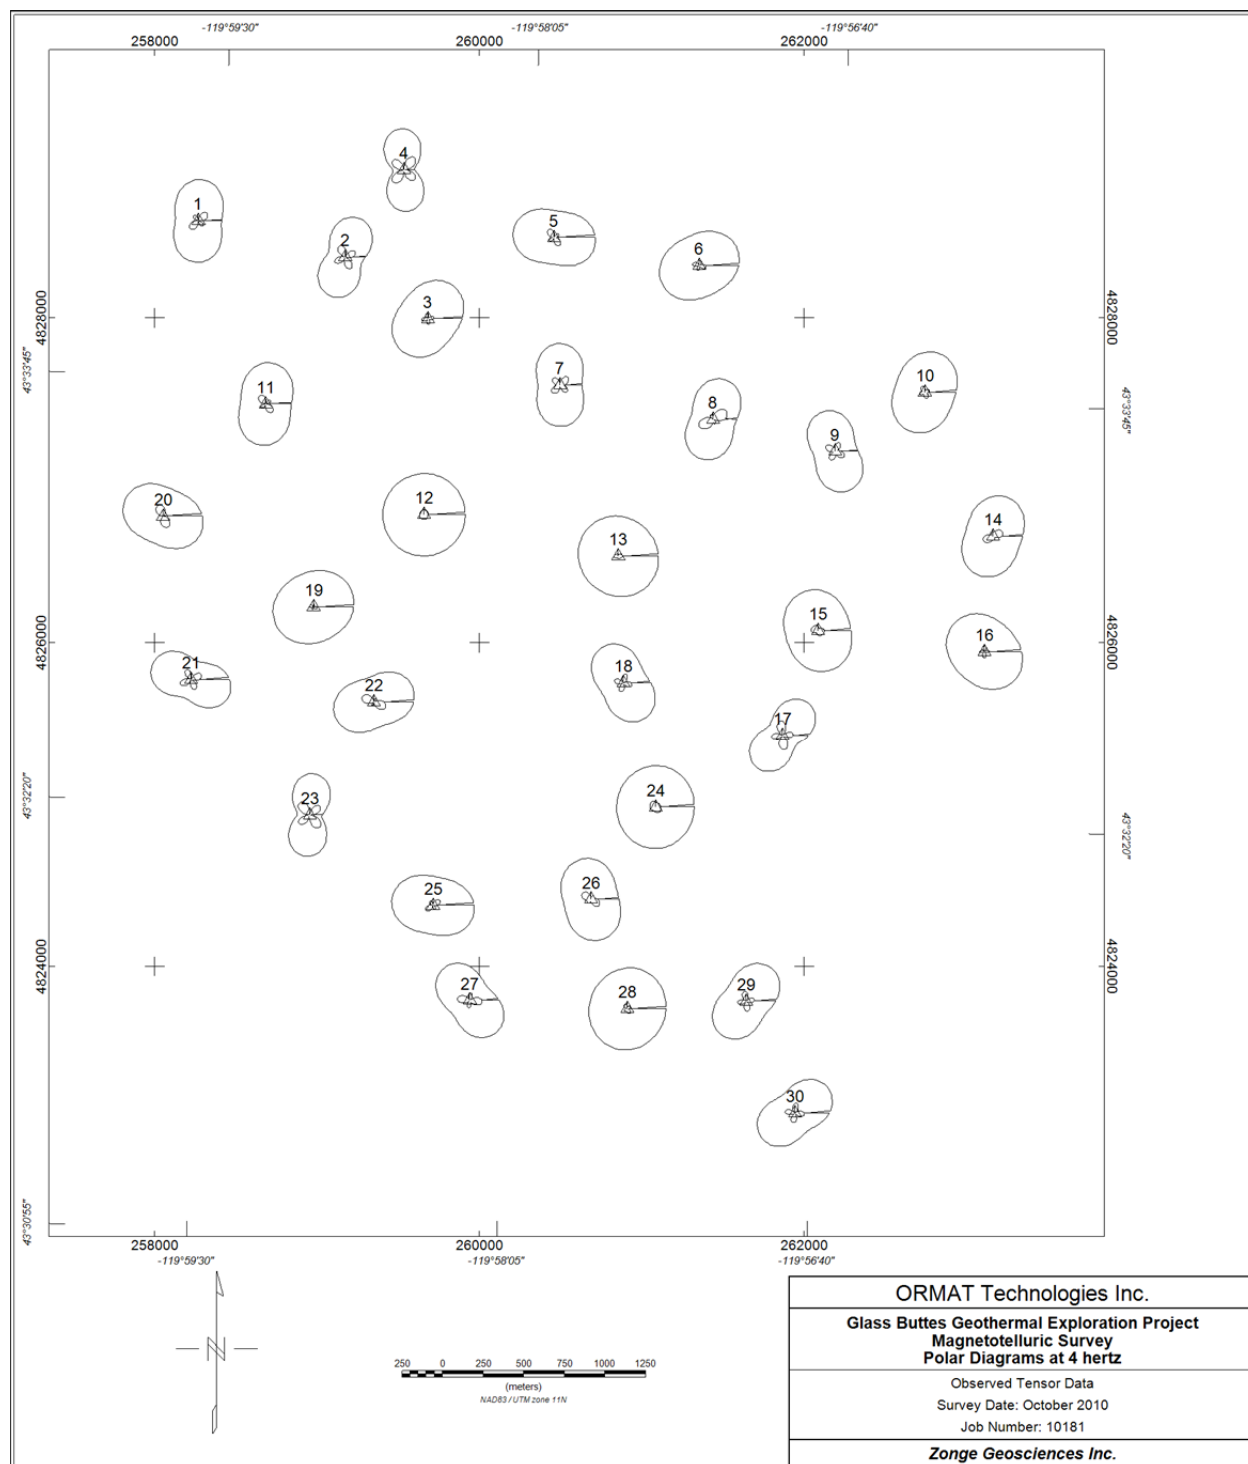 -119°59'30" -119°58'05" -119°56'40"
258000 260000 262000
4
1
2
5
6
3
4828000 4828000
43°33'45"
7
11
10
8
43°33'45"
9
20
12
14
13
19
15
4826000 4826000
16
21
18
22
17
43°32'20"
23
24
43°32'20"
25
26
4824000 4824000
27
28
29
30
43°30'55"
258000 260000 262000
-119°59'30" -119°58'05" -119°56'40"
N
250 0 250 500 750 1000 1250
(meters)
NAD83 / UTM zone 11N
ORMAT Technologies Inc.
Glass Buttes Geothermal Exploration Project
Magnetotelluric Survey
Polar Diagrams at 4 hertz
Observed Tensor Data
Survey Date: October 2010
Job Number: 10181
Zonge Geosciences Inc.